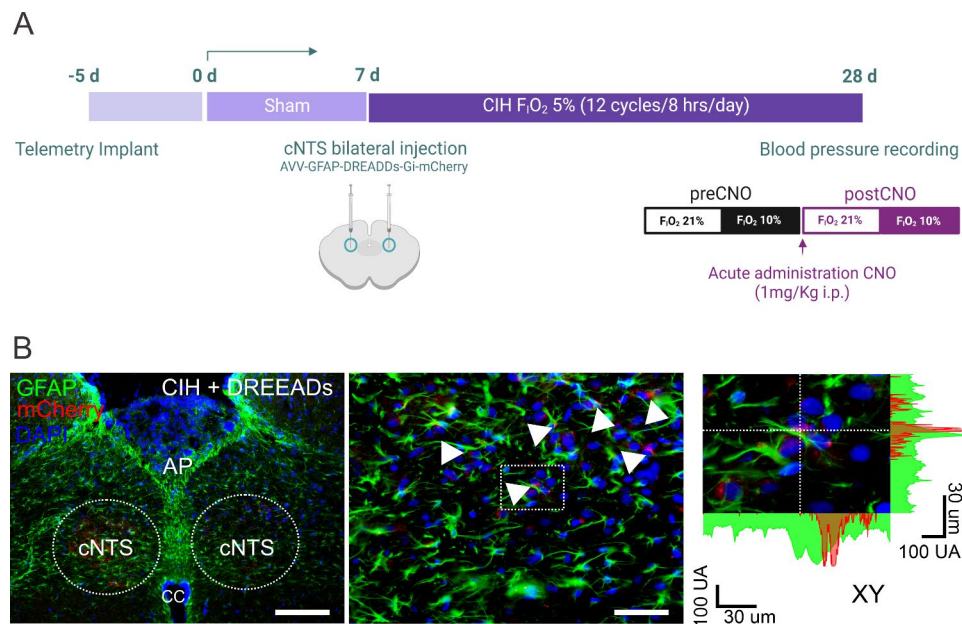 A
-5 d
0 d
7 d
28 d
Sham
CIH FIO2 5% (12 cycles/8 hrs/day)
Telemetry Implant
cNTS bilateral injection
AVV-GFAP-DREADDs-Gi-mCherry
Blood pressure recording
preCNO
postCNO
FIO2 21%
FIO2 10%
FIO2 21%
FIO2 10%
Acute administration CNO
(1mg/Kg i.p.)
B
GFAP
mCherry
DAPI
CIH + DREEADs
AP
cNTS
cNTS
CC
30 um
100 UA
100 UA
30 um
XY